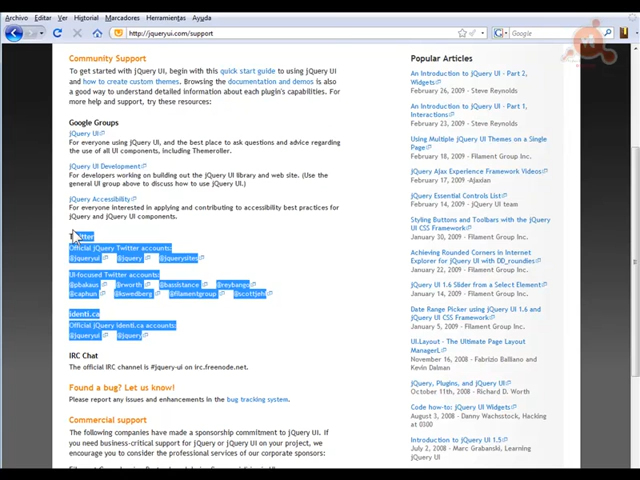 Archivo Editar Ver Historial Marcadores Herramientas Ayuda
http://jqueryui.com/support
Google
Community Support
To get started with jQuery UI, begin with this quick start guide to using jQuery
UI and how to create custom themes. Browsing the documentation and demos is also
a good way to understand detailed information about each plugin's capabilities. For
more help and support, try these resources:
Google Groups
jQuery UI
For everyone using jQuery UI, and the best place to ask questions and advice regarding
the use of all UI components, including Themeroller.
jQuery UI Development
For developers working on building out the jQuery UI library and web site. (Use the
general UI group above to discuss how to use jQuery UI.)
jQuery Accessibility
For everyone interested in applying and contributing to accessibility best practices for
jQuery and jQuery UI components.
Twitter
Official jQuery Twitter accounts:
@jqueryui @jquery @jquerysites
UI-focused Twitter accounts:
@pbakaus @rworth @bassistance @reybango
@caphun @kswedberg @filamentgroup @scottjehl
Identi.ca
Official jQuery Identi.ca accounts:
@jqueryui @jquery
IRC Chat
The official IRC channel is #jquery-ui on irc.freenode.net.
Found a bug? Let us know!
Please report any issues and enhancements in the bug tracking system.
Commercial support
The following companies have made a sponsorship commitment to jQuery UI. If
you need business-critical support for jQuery or jQuery UI on your project, we
encourage you to consider the professional services of our corporate sponsors:
Popular Articles
An Introduction to jQuery UI - Part 2,
Widgets
February 26, 2009 - Steve Reynolds
An Introduction to jQuery UI - Part 1,
Interactions
February 23, 2009 - Steve Reynolds
Using Multiple jQuery UI Themes on a Single
Page
February 18, 2009 - Filament Group Inc.
jQuery Ajax Experience Framework Videos
February 17, 2009 -Ajaxian
jQuery Essential Controls List
February 14, 2009 - jQuery UI team
Styling Buttons and Toolbars with the jQuery
UI CSS Framework
January 30, 2009 - Filament Group, Inc.
Achieving Rounded Corners in Internet
Explorer for jQuery UI with DD_roundies
January 22, 2009 - Filament Group, Inc.
jQuery UI 1.6 Slider from a Select Element
January 14, 2009 - Filament Group, Inc.
Date Range Picker using jQuery UI 1.6 and
jQuery UI CSS Framework
January 5, 2009 - Filament Group, Inc.
UI.Layout - The Ultimate Page Layout
Manager
November 2, 2008 - Fabrizio Balliano and
Kevin Dalman
jQuery, Plugins, and jQuery UI
October 11th, 2008 - Richard D. Worth
Code how-to: jQuery UI Widgets
August 3, 2008 - Danny Wachsstock, Hacking
at 0300
Introduction to jQuery UI 1.5
July 2, 2008 - Marc Grabanski, Learning
jQuery